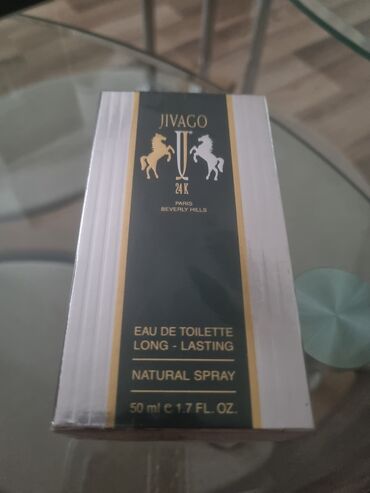 JIVAGO
24 K
PARIS
BEVERLY HILLS
EAU DE TOILETTE
LONG - LASTING
NATURAL SPRAY
50 ml e 1.7 FL. OZ.